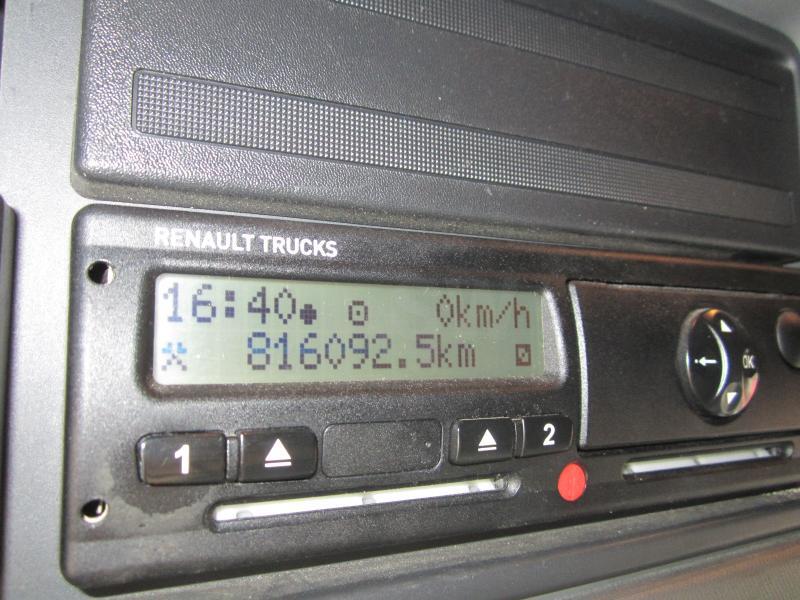 RENAULT TRUCKS
16:40 0km/h
816092.5km
1 2
OK